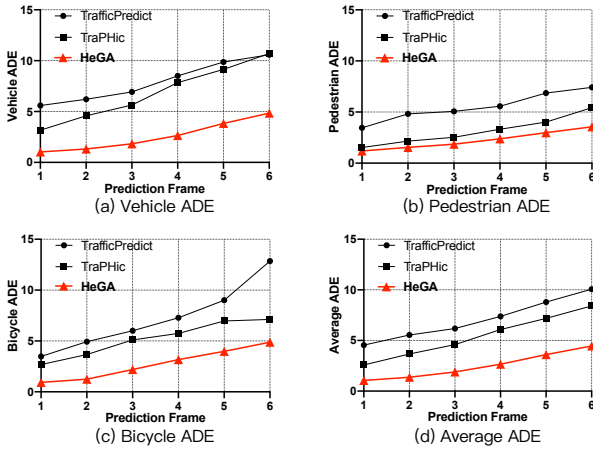 15
10
5
0
Vehicle ADE
TrafficPredict
TraPHic
HeGA
1 2 3 4 5 6
Prediction Frame
(a) Vehicle ADE
15
10
5
0
Pedestrian ADE
TrafficPredict
TraPHic
HeGA
1 2 3 4 5 6
Prediction Frame
(b) Pedestrian ADE
15
10
5
0
Bicycle ADE
TrafficPredict
TraPHic
HeGA
1 2 3 4 5 6
Prediction Frame
(c) Bicycle ADE
15
10
5
0
Average ADE
TrafficPredict
TraPHic
HeGA
1 2 3 4 5 6
Prediction Frame
(d) Average ADE